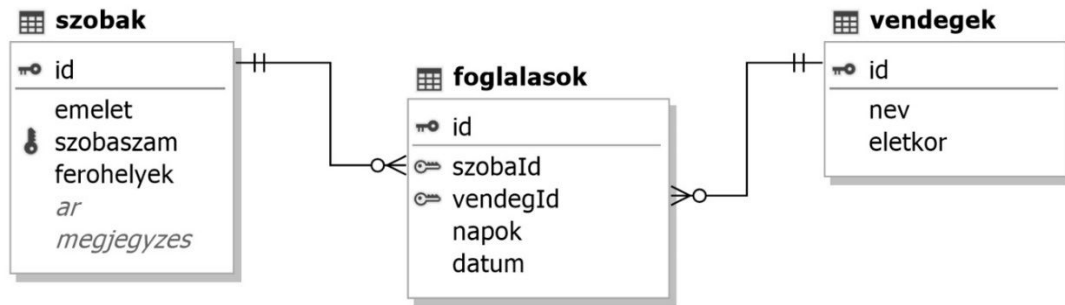 szobak
id
emelet
szobaszam
ferohelyek
ar
megjegyzes
foglalasok
id
szobaId
vendegId
napok
datum
vendegek
id
nev
eletkor